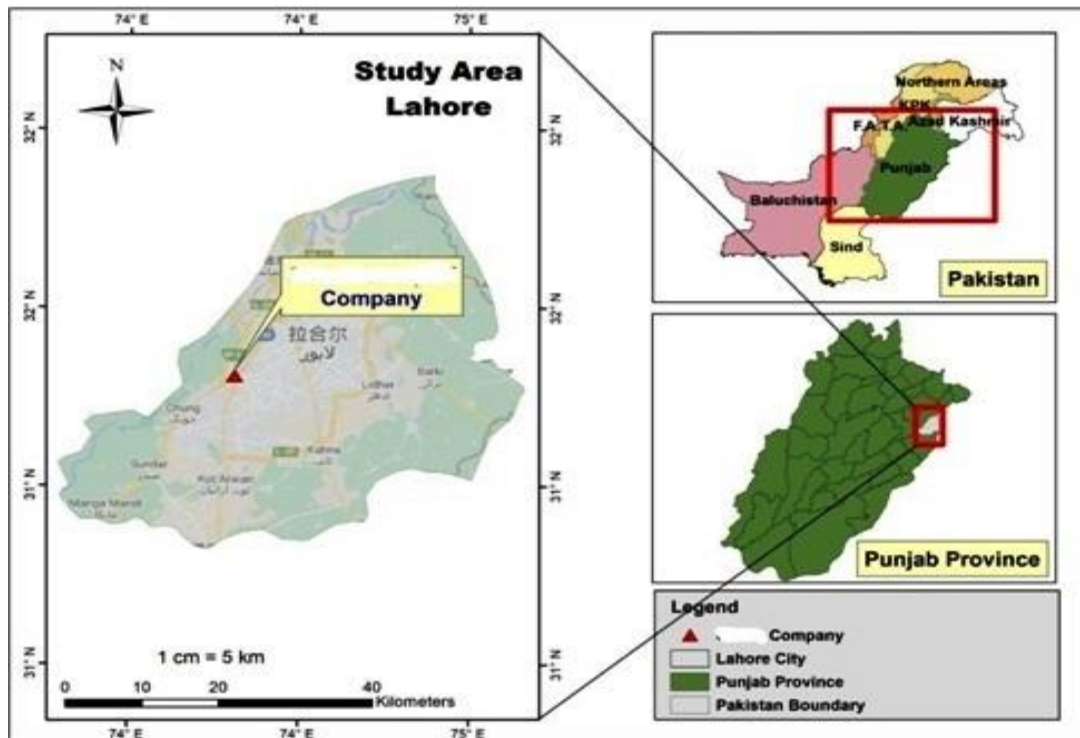 74° E 74° E 75° E
Study Area
Lahore
N
32° N
32° N
31° N
31° N
32° N
32° N
31° N
31° N
Company
拉合尔
لاہور
Barki
Lidhar
Chung
Kahna
Sundar
Kot Araian
Manga Mandi
1 cm = 5 km
0 10 20 40
Kilometers
74° E 74° E 75° E
Northern Areas
KPK
Azad Kashmir
F.A.T.A.
Punjab
Baluchistan
Sind
Pakistan
Punjab Province
Legend
Company
Lahore City
Punjab Province
Pakistan Boundary